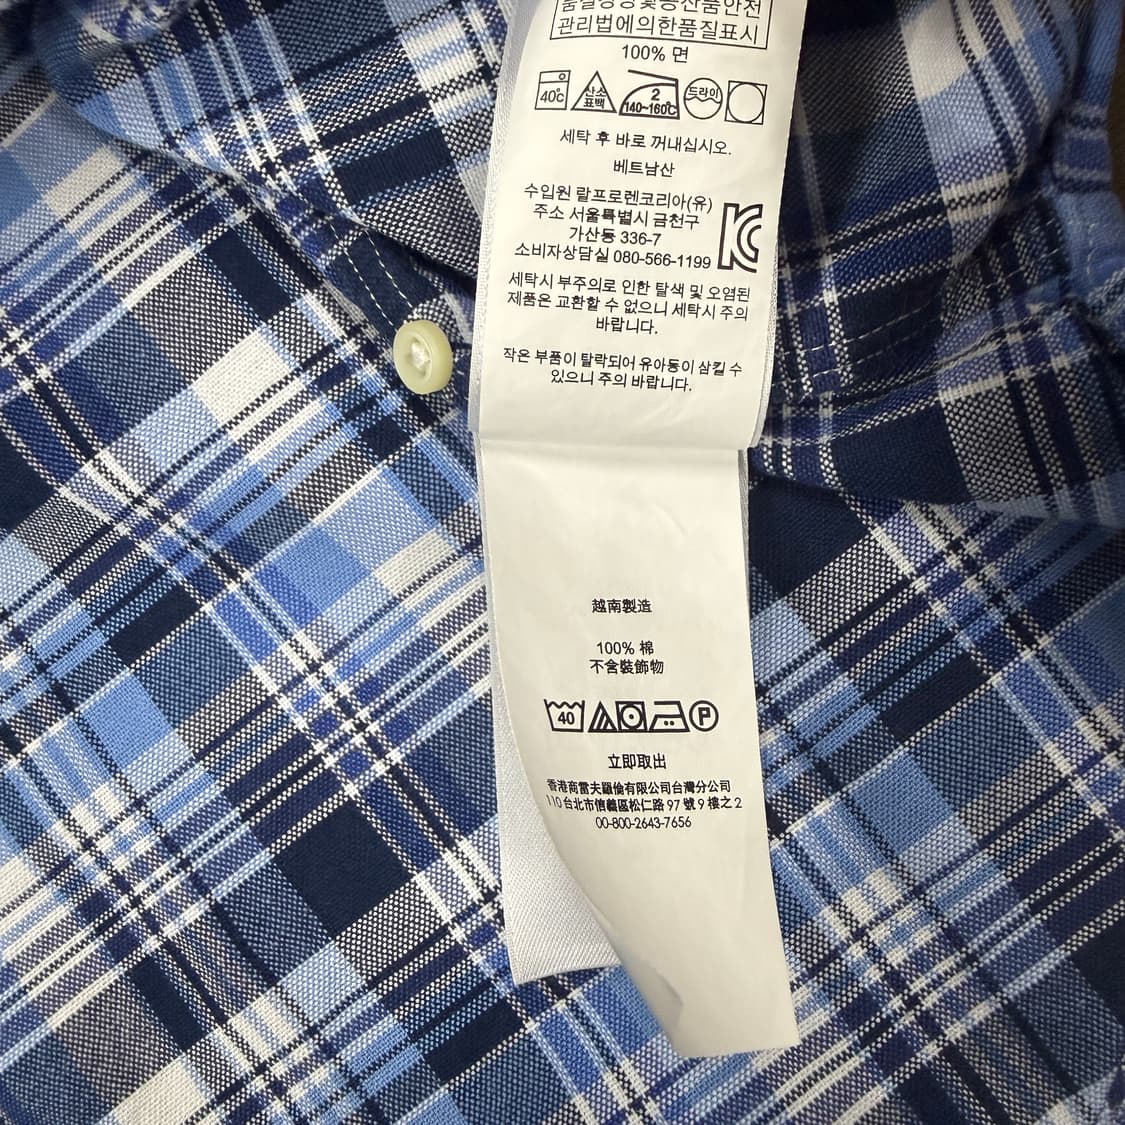 관리법에의한품질표시
100% 면
40℃
산소
표백
2
140~160℃
드라이
세탁 후 바로 꺼내십시오.
베트남산
수입원 랄프로렌코리아(유)
주소 서울특별시 금천구
가산동 336-7
소비자상담실 080-566-1199
세탁시 부주의로 인한 탈색 및 오염된
제품은 교환할 수 없으니 세탁시 주의
바랍니다.
작은 부품이 탈락되어 유아등이 삼킬 수
있으니 주의 바랍니다.
越南製造
100% 棉
不含裝飾物
40
P
立即取出
香港商雷夫羅倫有限公司台灣分公司
110台北市信義區松仁路 97 號 9 樓之 2
00-800-2643-7656